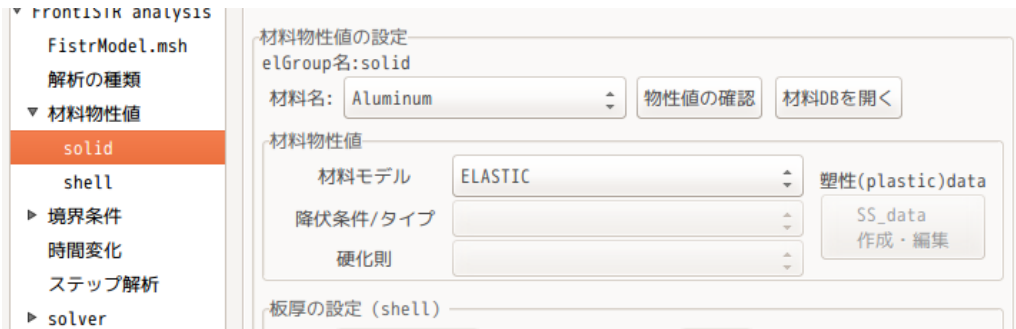 FrontISTR analysis
FistrModel.msh
解析の種類
材料物性値
solid
shell
境界条件
時間変化
ステップ解析
solver
材料物性値の設定
elGroup名:solid
材料名: Aluminum 物性値の確認 材料DBを開く
材料物性値
材料モデル ELASTIC 塑性(plastic)data
降伏条件/タイプ SS_data
作成・編集
硬化則
板厚の設定 (shell)